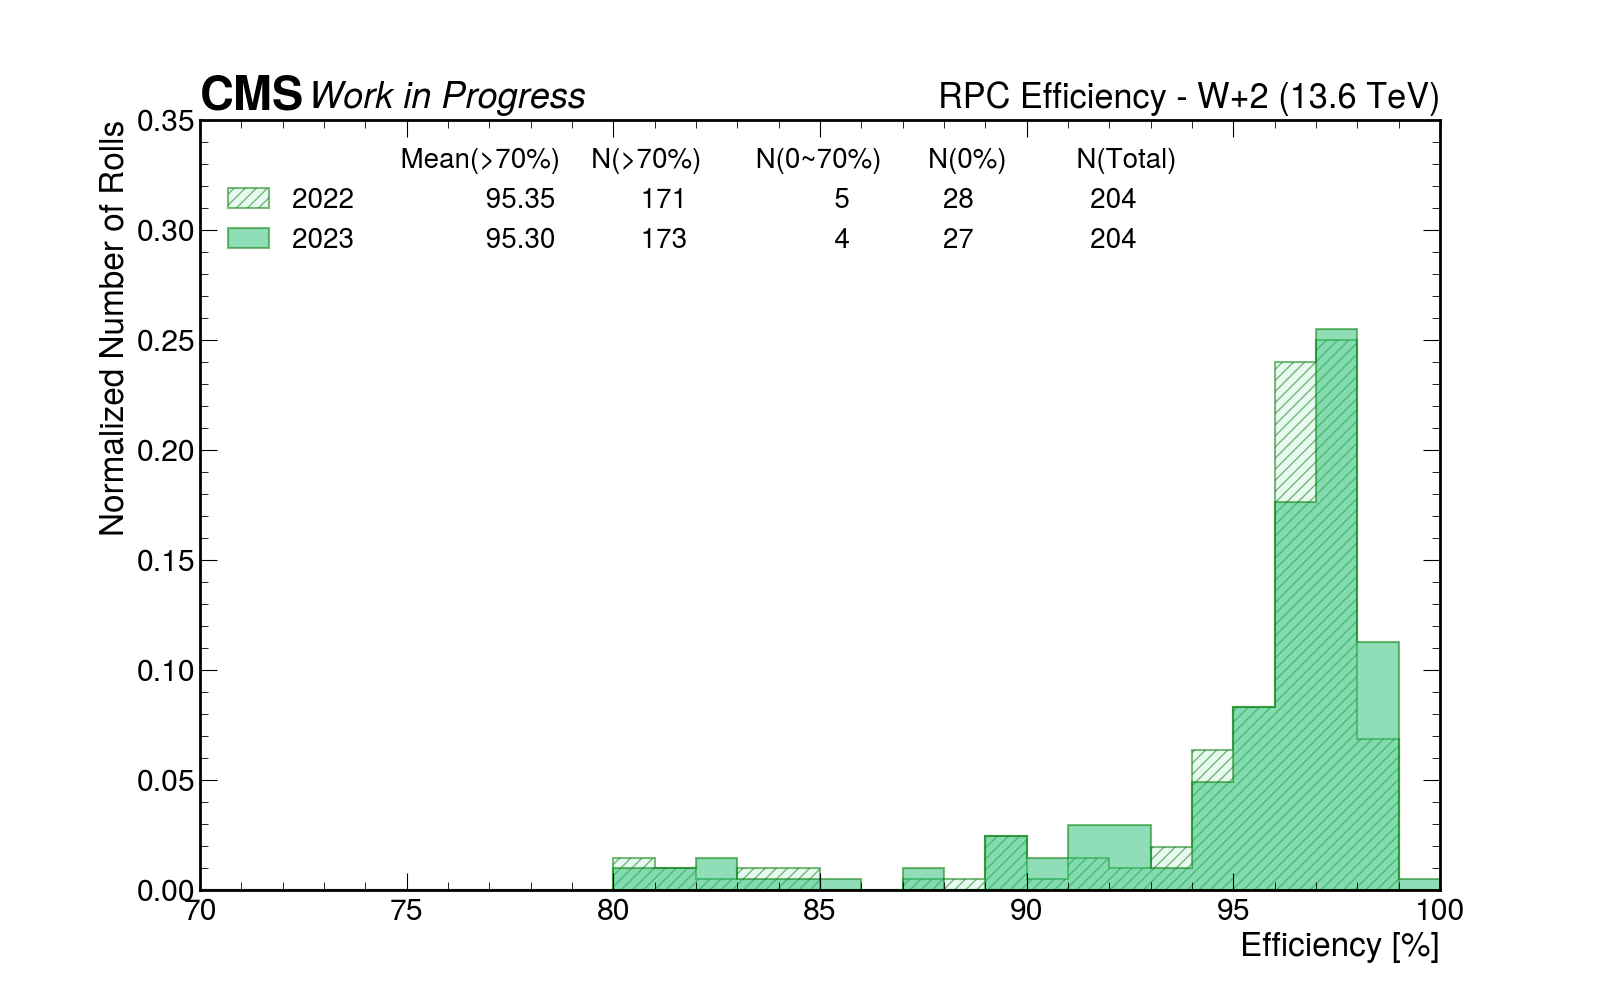 CMS Work in Progress RPC Efficiency - W+2 (13.6 TeV)
Normalized Number of Rolls
0.35
0.30
0.25
0.20
0.15
0.10
0.05
0.00
Mean(>70%) N(>70%) N(0~70%) N(0%) N(Total)
2022 95.35 171 5 28 204
2023 95.30 173 4 27 204
70 75 80 85 90 95 100
Efficiency [%]